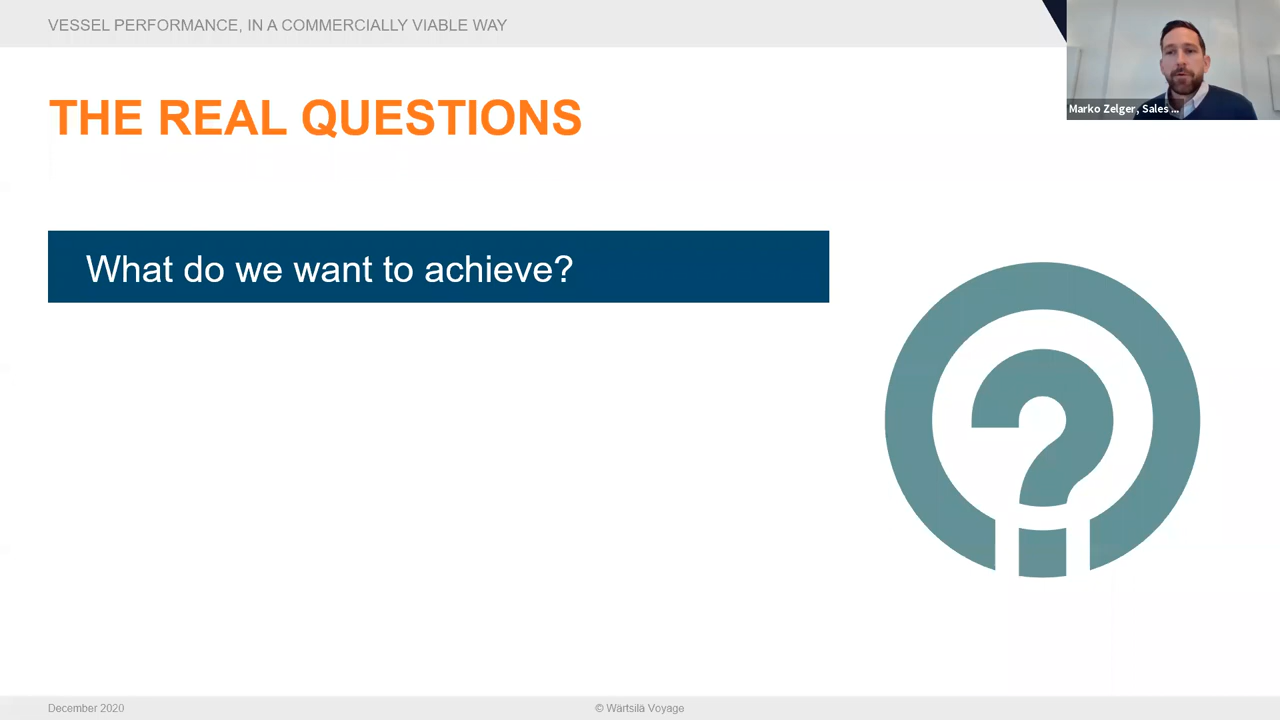 VESSEL PERFORMANCE, IN A COMMERCIALLY VIABLE WAY
Marko Zelger, Sales ...
THE REAL QUESTIONS
What do we want to achieve?
?
December 2020
© Wärtsilä Voyage